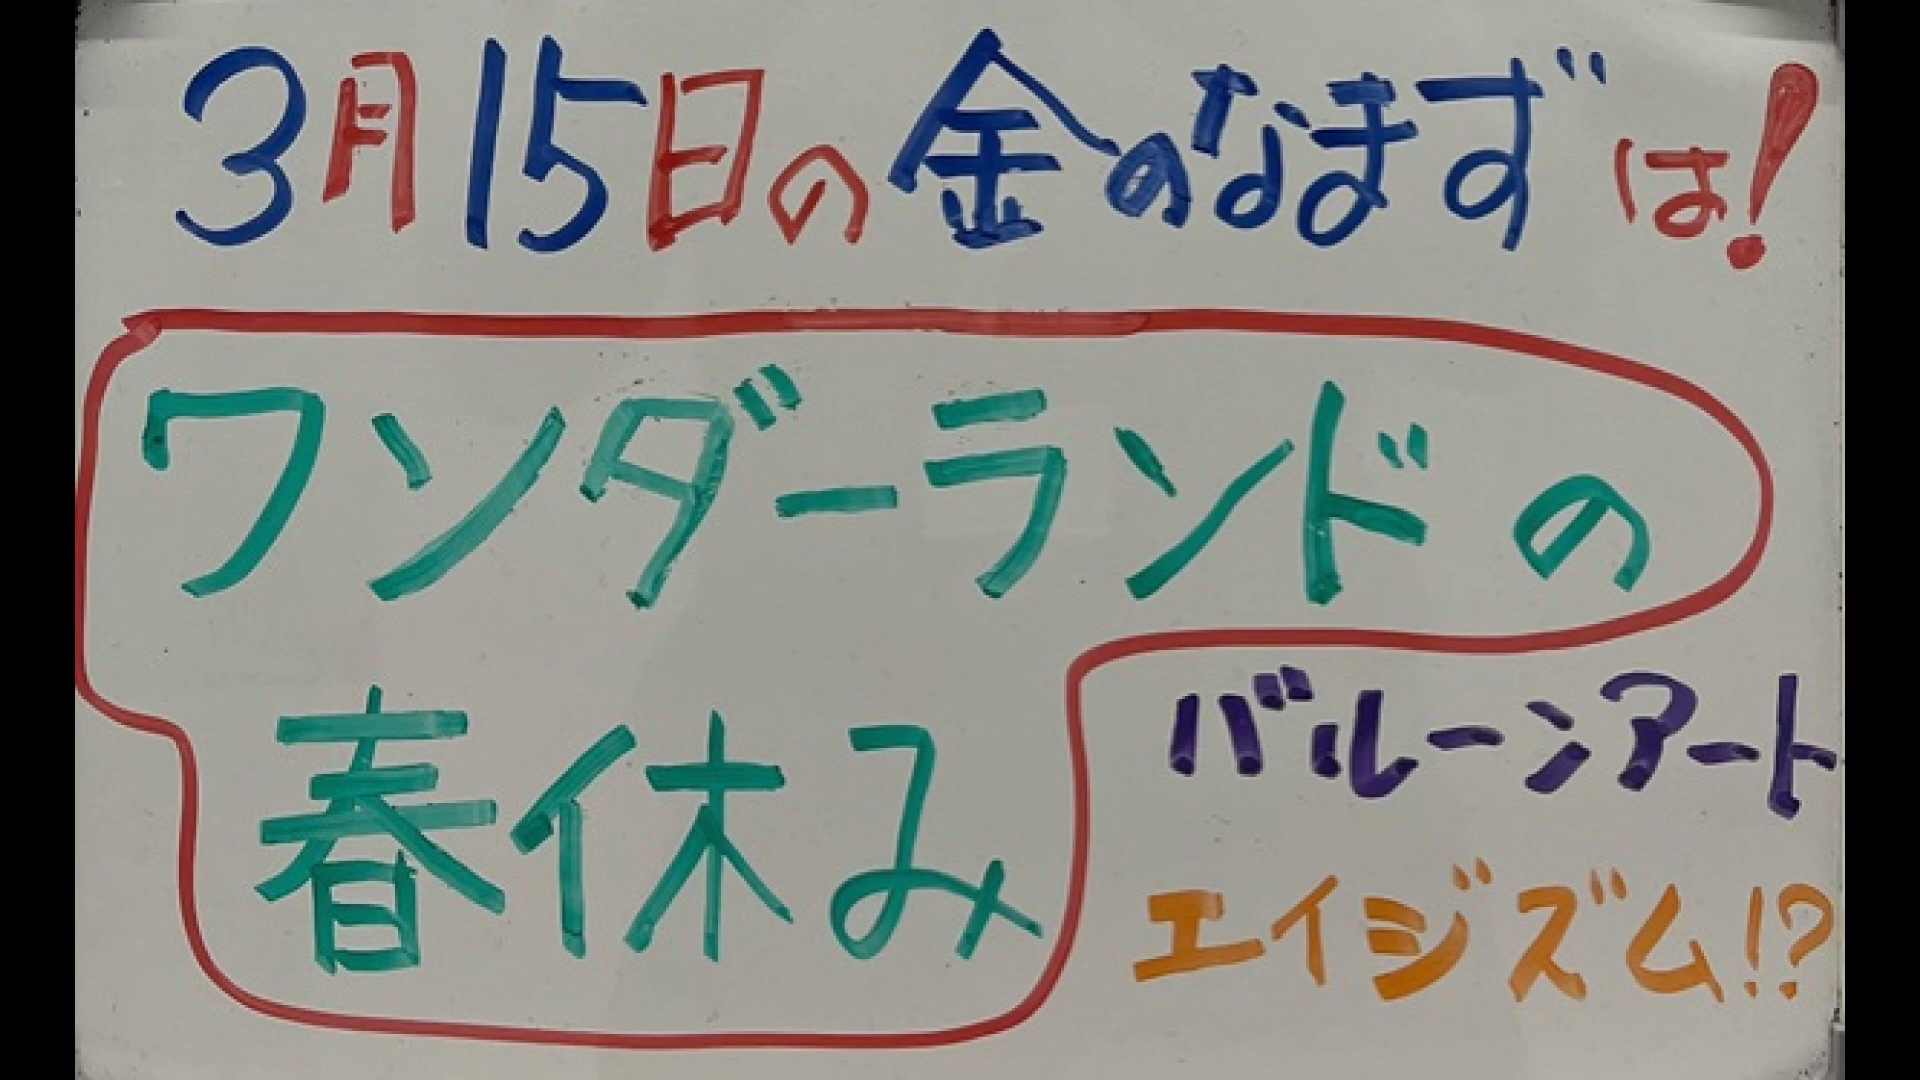 3月15日の金のなまずは!
ワンダーランドの
春休み
バルーンアート
エイジズム!?